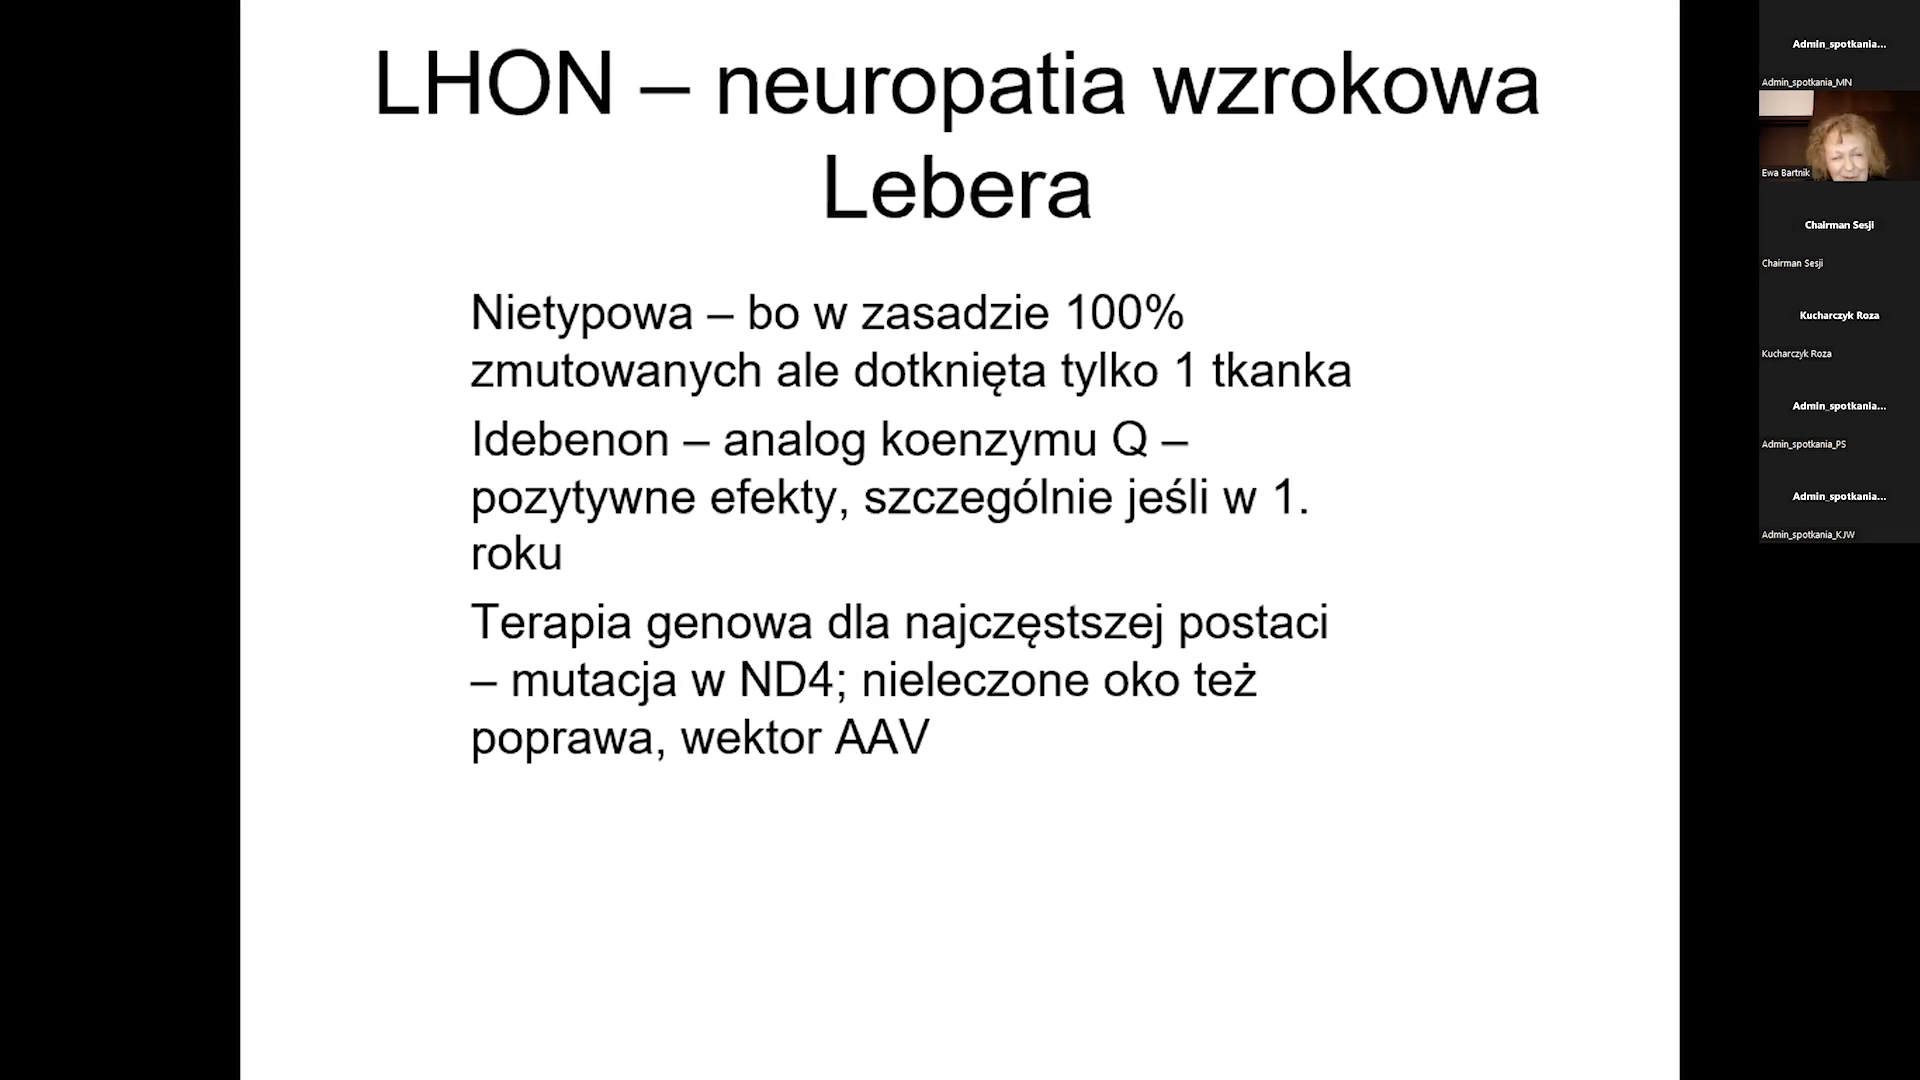 LHON – neuropatia wzrokowa
Lebera
Nietypowa – bo w zasadzie 100%
zmutowanych ale dotknięta tylko 1 tkanka
Idebenon – analog koenzymu Q –
pozytywne efekty, szczególnie jeśli w 1.
roku
Terapia genowa dla najczęstszej postaci
– mutacja w ND4; nieleczone oko też
poprawa, wektor AAV
Admin_spotkania...
Admin_spotkania_MN
Ewa Bartnik
Chairman Sesji
Chairman Sesji
Kucharczyk Roza
Kucharczyk Roza
Admin_spotkania...
Admin_spotkania_PS
Admin_spotkania...
Admin_spotkania_KJW